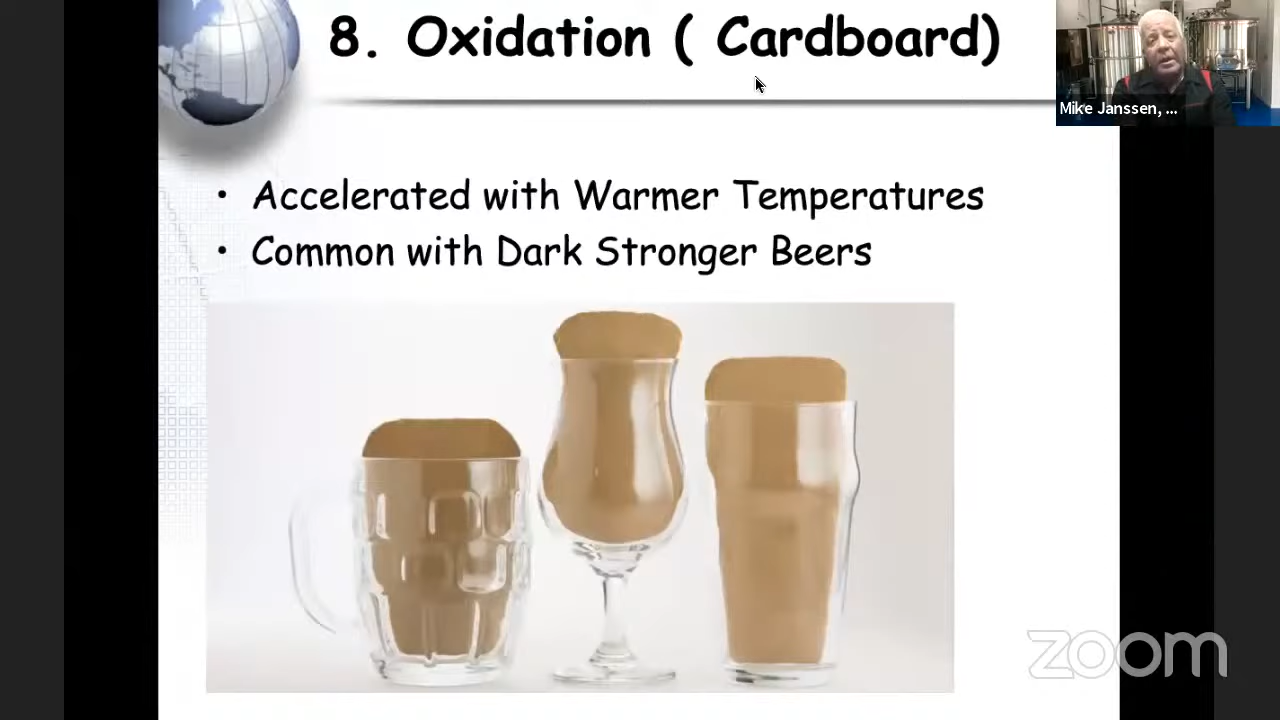 8. Oxidation ( Cardboard)
Mike Janssen, ...
• Accelerated with Warmer Temperatures
• Common with Dark Stronger Beers
zoom